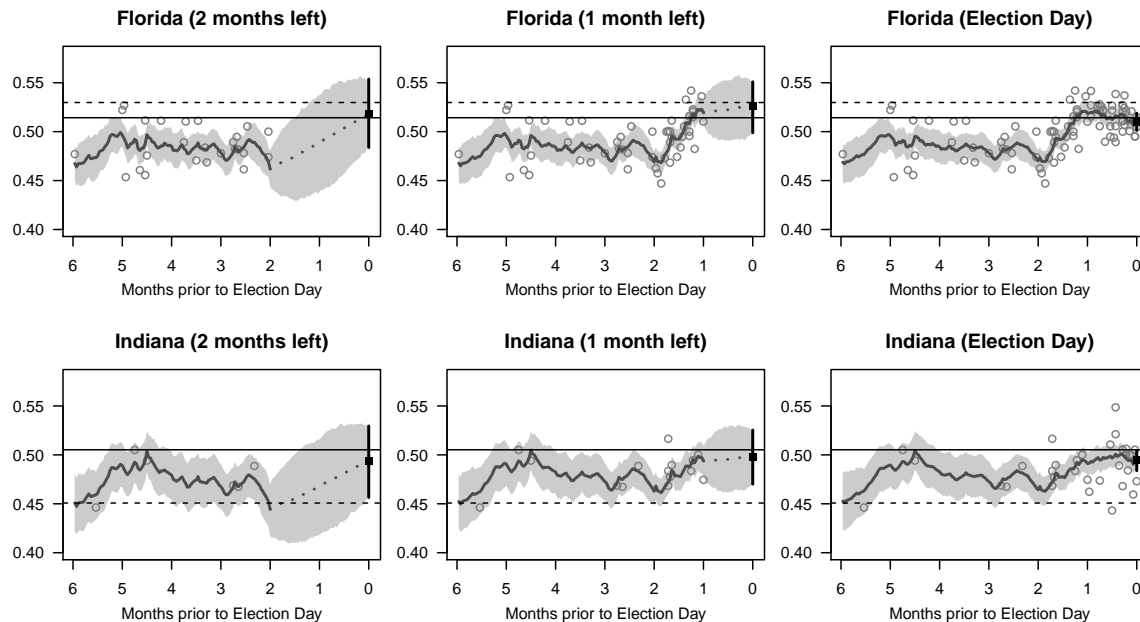 Florida (2 months left)
Florida (1 month left)
Florida (Election Day)
0.55
0.50
0.45
0.40
6 5 4 3 2 1 0
Months prior to Election Day
0.55
0.50
0.45
0.40
6 5 4 3 2 1 0
Months prior to Election Day
0.55
0.50
0.45
0.40
6 5 4 3 2 1 0
Months prior to Election Day
Indiana (2 months left)
Indiana (1 month left)
Indiana (Election Day)
0.55
0.50
0.45
0.40
6 5 4 3 2 1 0
Months prior to Election Day
0.55
0.50
0.45
0.40
6 5 4 3 2 1 0
Months prior to Election Day
0.55
0.50
0.45
0.40
6 5 4 3 2 1 0
Months prior to Election Day